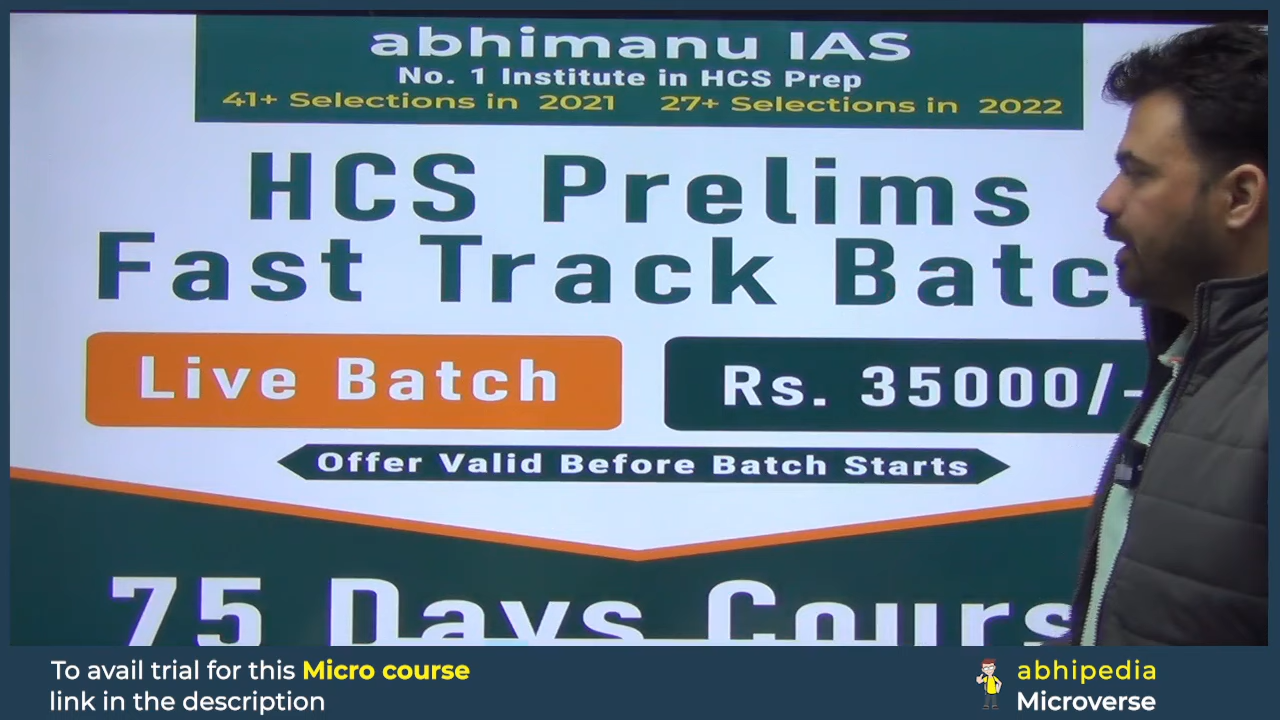 abhimanu IAS
No. 1 Institute in HCS Prep
41+ Selections in 2021 27+ Selections in 2022
HCS Prelims
Fast Track Batc
Live Batch
Rs. 35000/-
Offer Valid Before Batch Starts
75 Days Cours
To avail trial for this Micro course
link in the description
abhipedia
Microverse